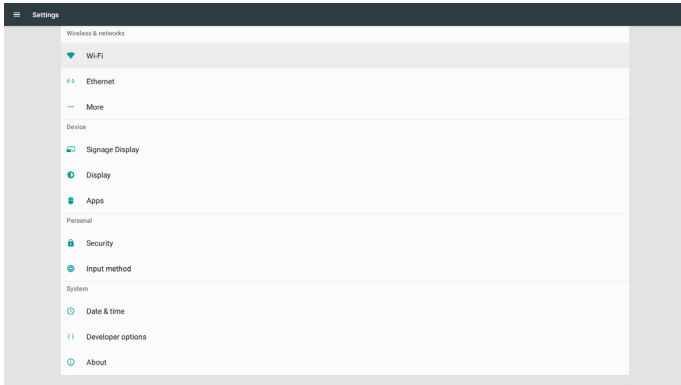 Settings
Wireless & networks
Wi-Fi
Ethernet
More
Device
Signage Display
Display
Apps
Personal
Security
Input method
System
Date & time
Developer options
About